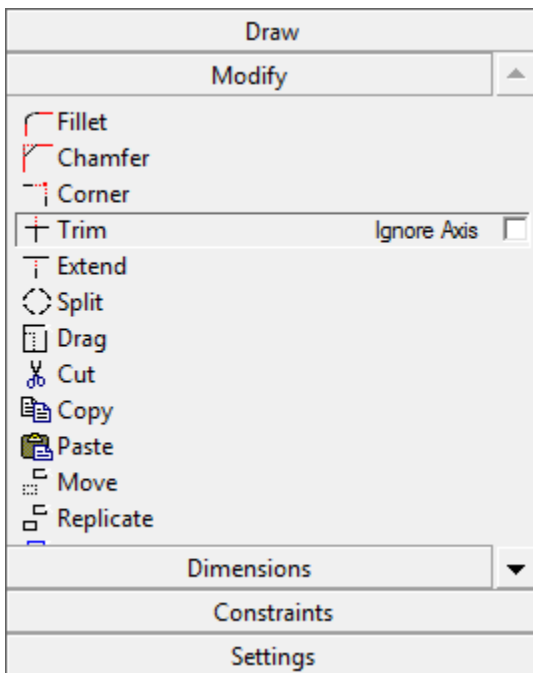 Draw
Modify
Fillet
Chamfer
Corner
Trim Ignore Axis
Extend
Split
Drag
Cut
Copy
Paste
Move
Replicate
Dimensions
Constraints
Settings